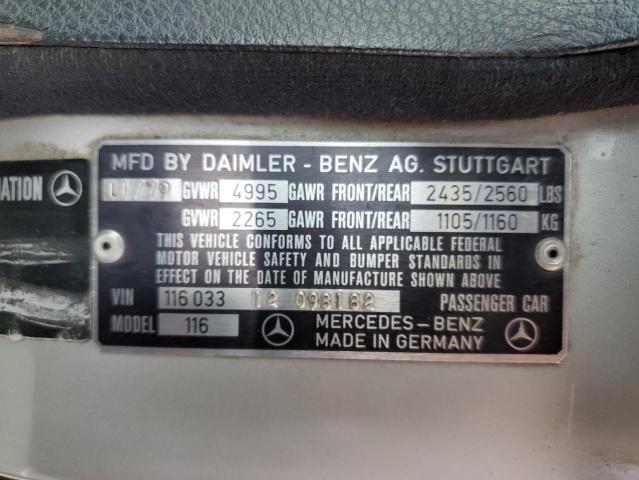 MFD BY DAIMLER - BENZ AG. STUTTGART
11/79 GVWR 4995 GAWR FRONT/REAR 2435/2560 LBS
GVWR 2265 GAWR FRONT/REAR 1105/1160 KG
THIS VEHICLE CONFORMS TO ALL APPLICABLE FEDERAL
MOTOR VEHICLE SAFETY AND BUMPER STANDARDS IN
EFFECT ON THE DATE OF MANUFACTURE SHOWN ABOVE
VIN 116 033 12 098182 PASSENGER CAR
MODEL 116 MERCEDES-BENZ
MADE IN GERMANY